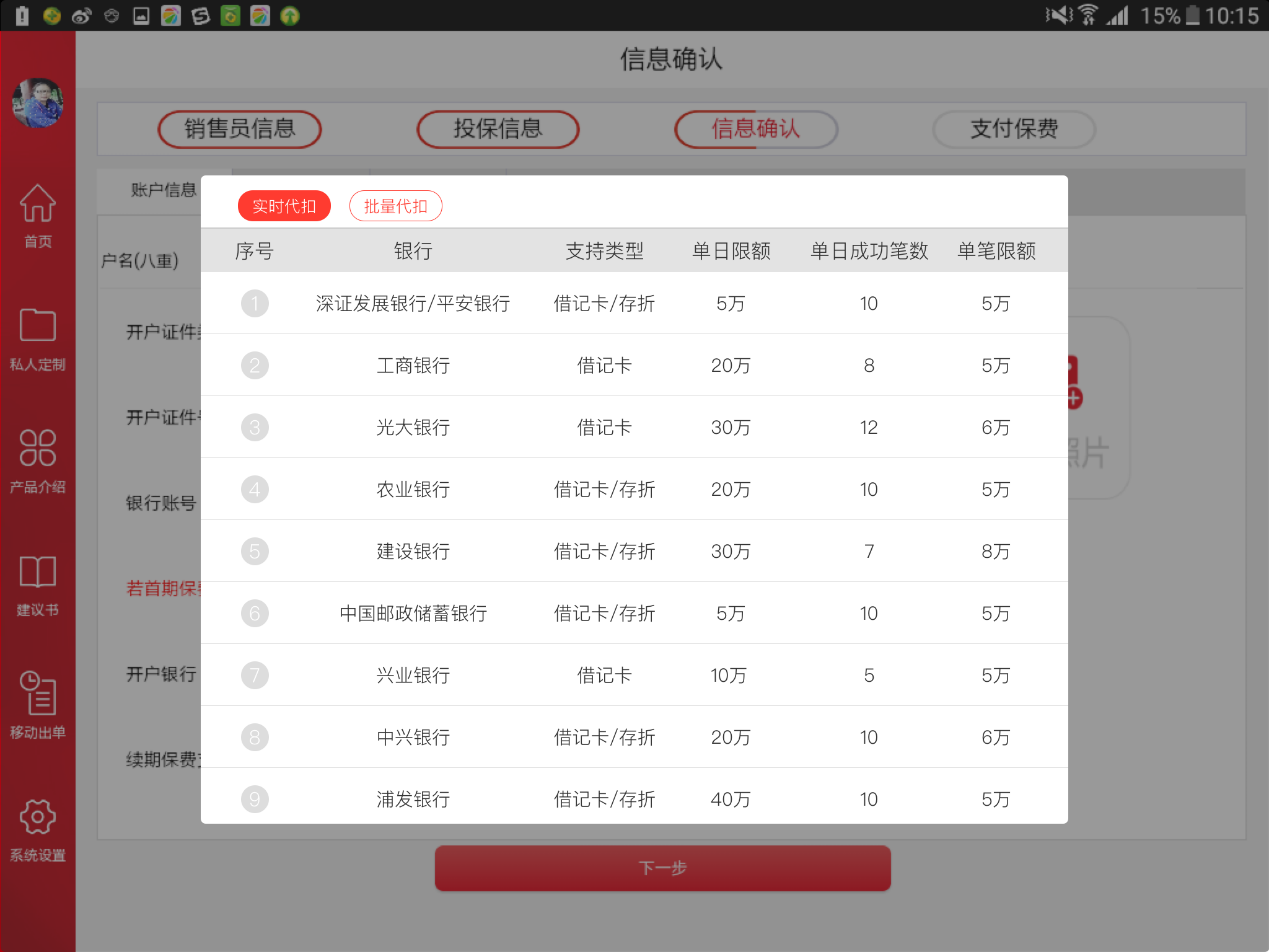 15% 10:15
信息确认
销售员信息 投保信息 信息确认 支付保费
账户信息
首页
户名(八重)
开户证件
私人定制
开户证件
产品介绍
银行账号
照片
建议书
若首期保
开户银行
移动出单
续期保费
系统设置
实时代扣 批量代扣
序号 银行 支持类型 单日限额 单日成功笔数 单笔限额
1 深证发展银行/平安银行 借记卡/存折 5万 10 5万
2 工商银行 借记卡 20万 8 5万
3 光大银行 借记卡 30万 12 6万
4 农业银行 借记卡/存折 20万 10 5万
5 建设银行 借记卡/存折 30万 7 8万
6 中国邮政储蓄银行 借记卡/存折 5万 10 5万
7 兴业银行 借记卡 10万 5 5万
8 中兴银行 借记卡/存折 20万 10 6万
9 浦发银行 借记卡/存折 40万 10 5万
下一步